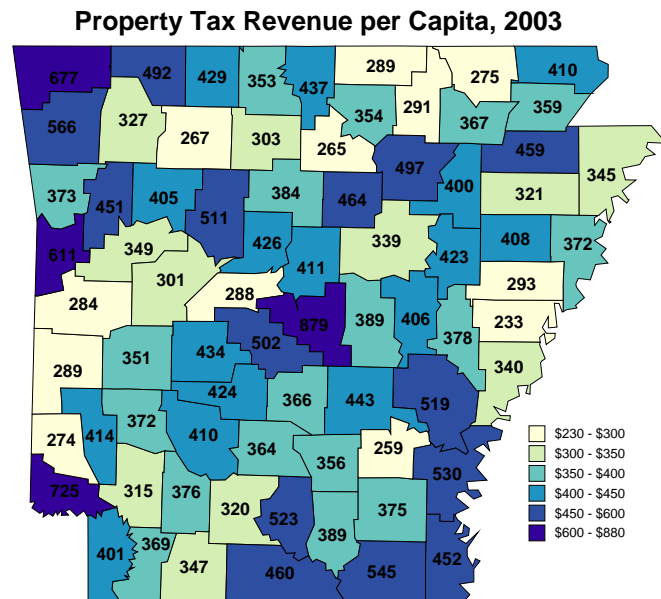 Property Tax Revenue per Capita, 2003
677 492 429 353 437 289 275 410
566 327 267 303 265 354 291 367 359
373 451 405 511 384 464 497 400 459 321 345
611 349 301 426 411 339 423 408 372
284 288 879 389 406 378 293 233
289 351 434 502 340
424 366 443 519
274 414 372 410 364 356 259 530
725 315 376 320 523 389 375
401 369 347 460 545 452
$230 - $300
$300 - $350
$350 - $400
$400 - $450
$450 - $600
$600 - $880